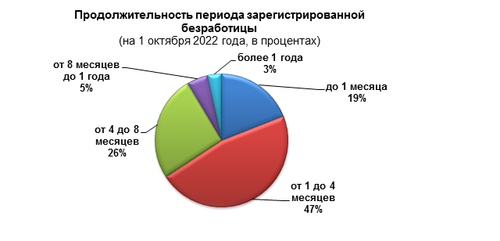 Продолжительность периода зарегистрированной
безработицы
(на 1 октября 2022 года, в процентах)
от 8 месяцев
до 1 года
5%
более 1 года
3%
до 1 месяца
19%
от 4 до 8
месяцев
26%
от 1 до 4
месяцев
47%